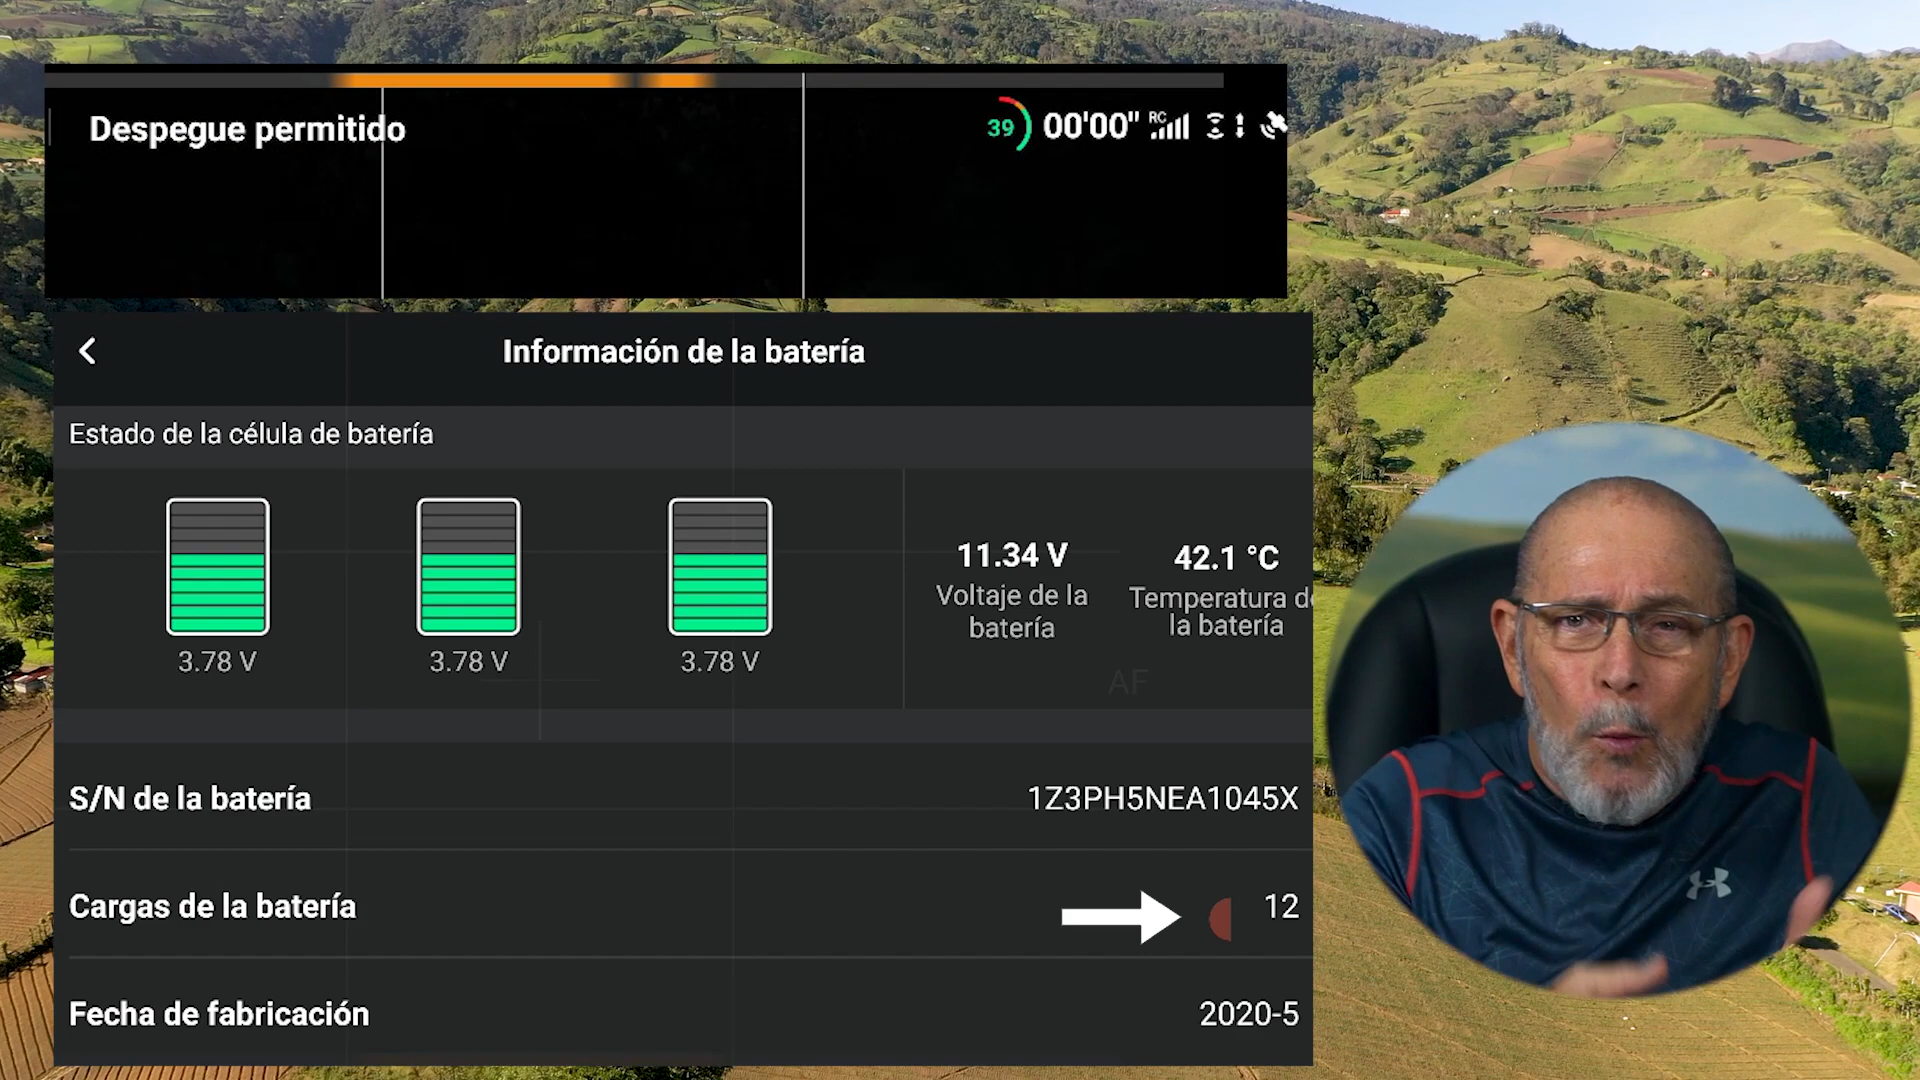 Despegue permitido
39 00'00" RC
Información de la batería
Estado de la célula de batería
3.78 V 3.78 V 3.78 V
11.34 V 42.1 °C
Voltaje de la Temperatura d
batería la batería
AF
S/N de la batería 1Z3PH5NEA1045X
Cargas de la batería 12
Fecha de fabricación 2020-5